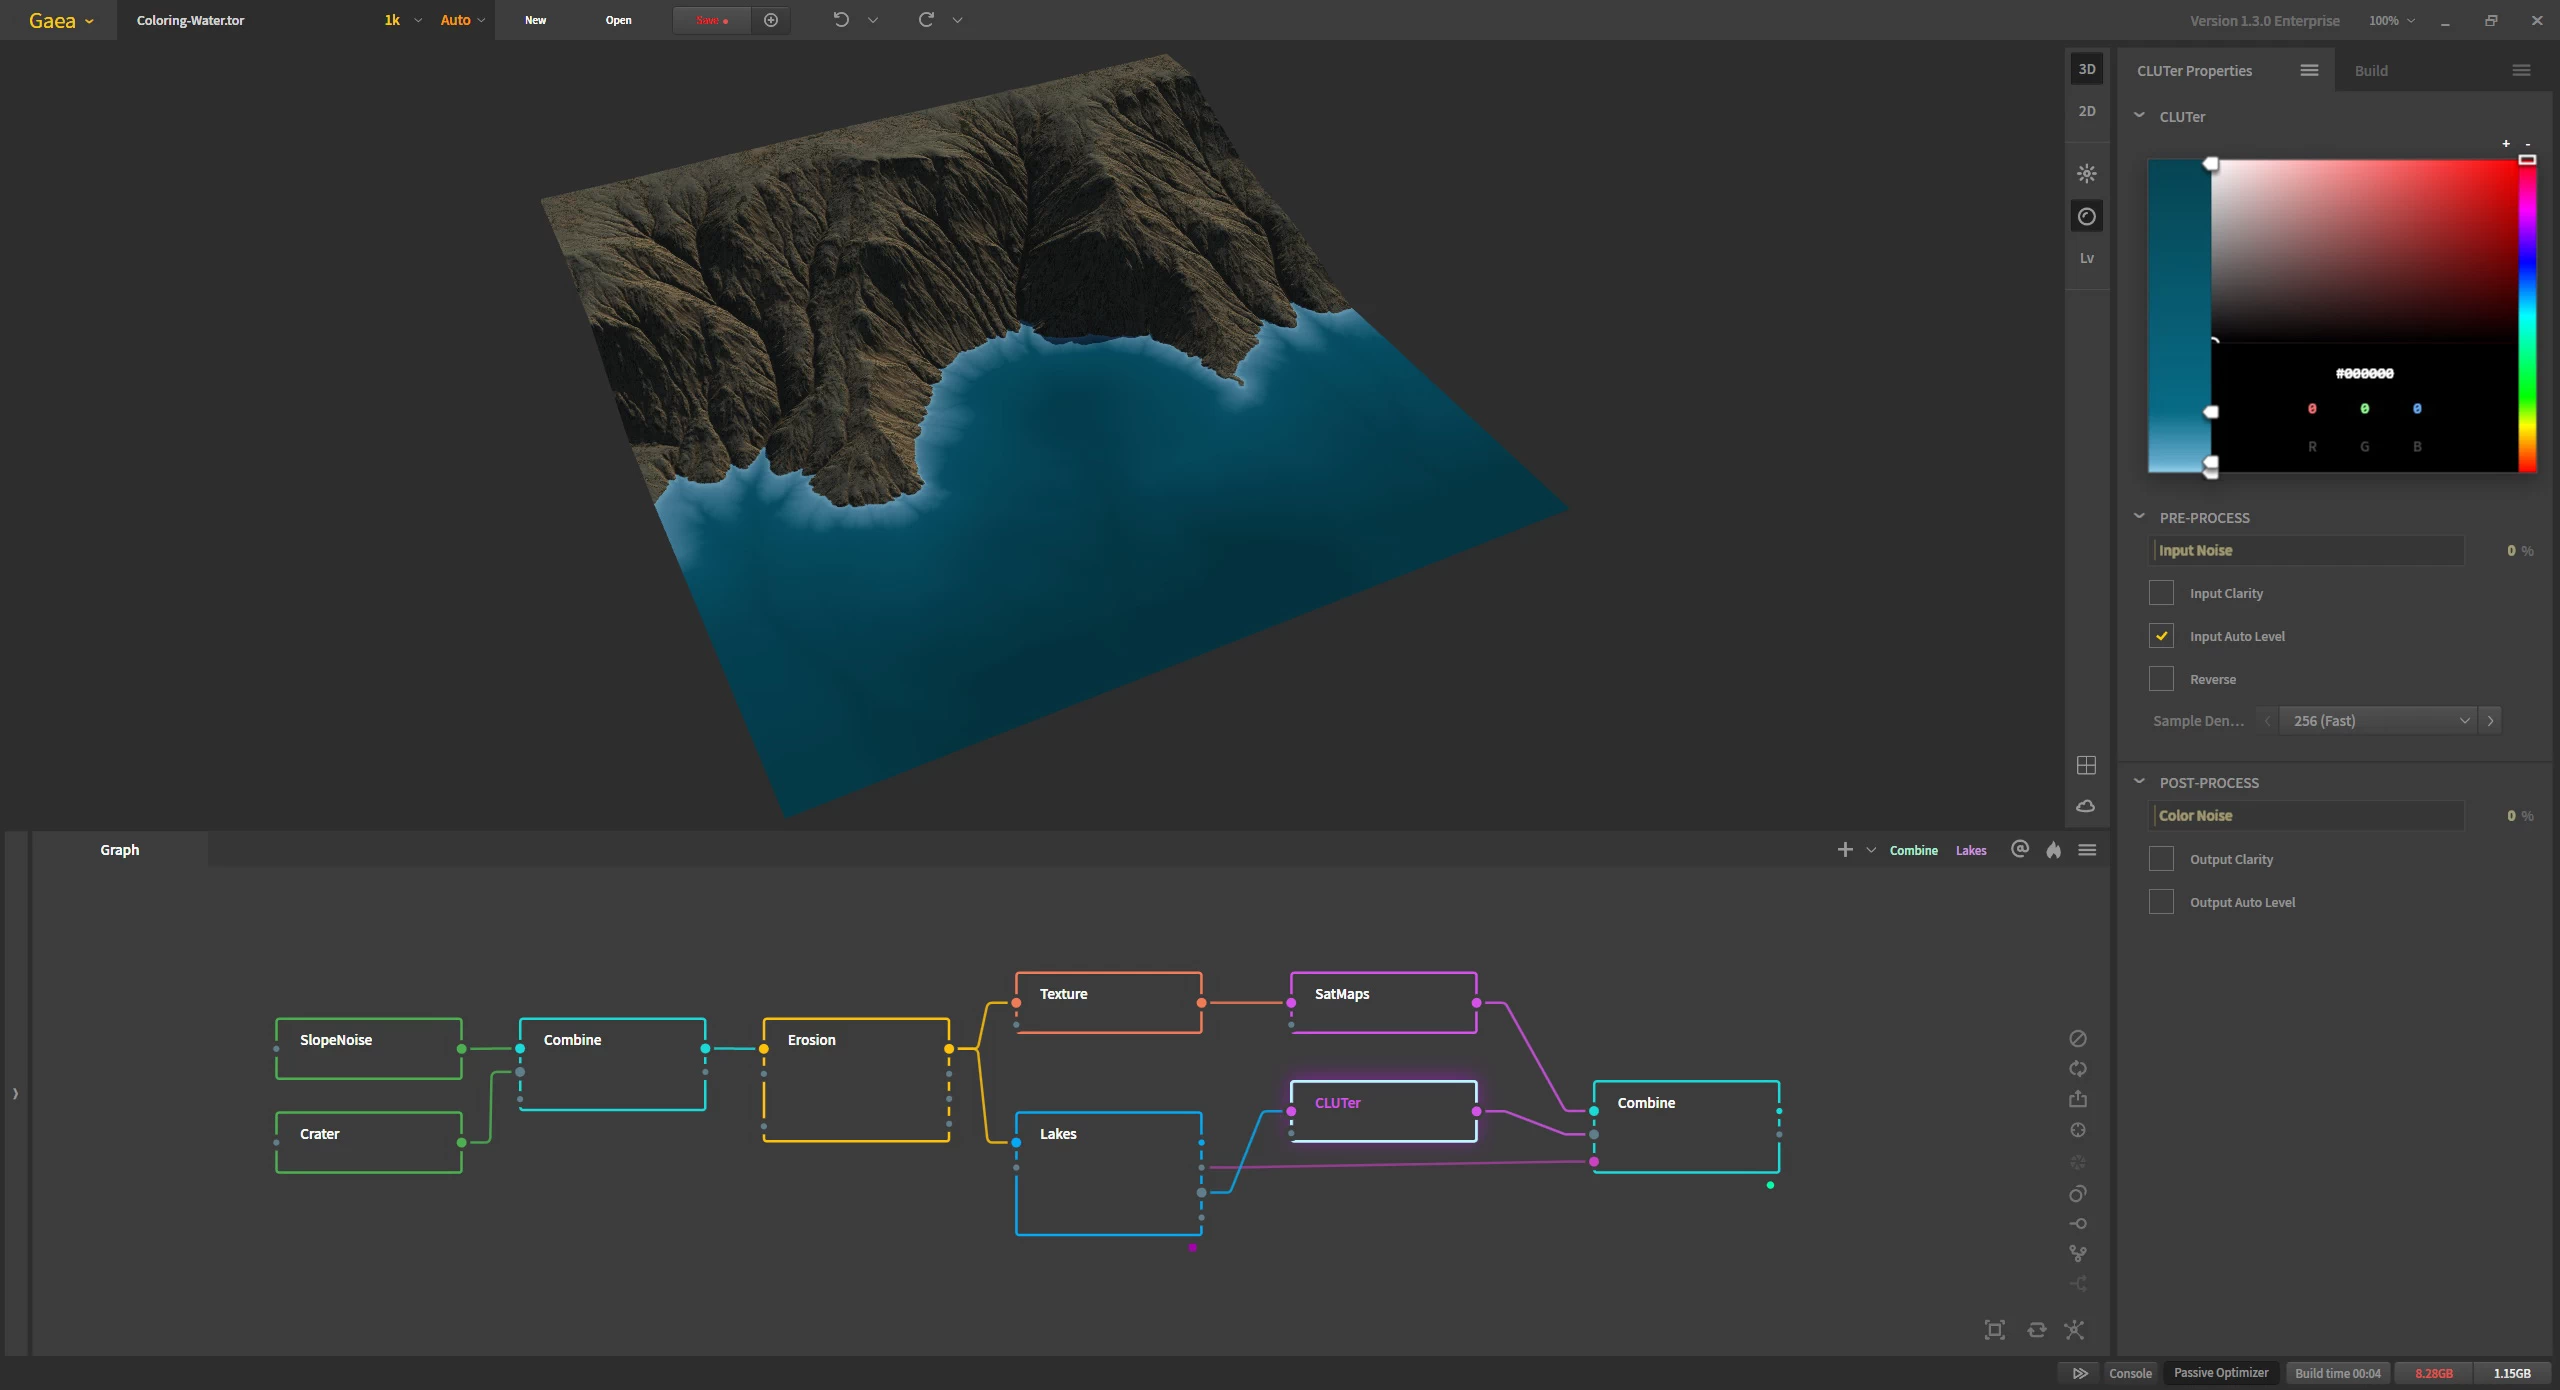 Gaea
Coloring-Water.tor
1k
Auto
New
Open
Save
Version 1.3.0 Enterprise
100%
3D
2D
Lv
CLUTer Properties
Build
CLUTer
+ -
#000000
0 0 0
R G B
PRE-PROCESS
Input Noise 0 %
Input Clarity
Input Auto Level
Reverse
Sample Den... 256 (Fast)
POST-PROCESS
Color Noise 0 %
Output Clarity
Output Auto Level
Graph
Combine Lakes
Texture
SatMaps
SlopeNoise
Combine
Erosion
CLUTer
Combine
Crater
Lakes
Console
Passive Optimizer
Build time 00:04
8.28GB
1.15GB